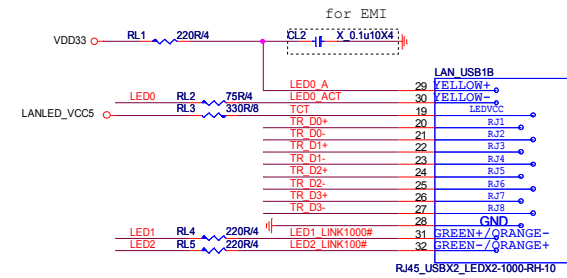 for EMI
VDD33 RL1 220R/4 CL2 X_0.1u10X4
LAN_USB1B
LED0_A 29 YELLOW+
LED0 RL2 75R/4 LED0_ACT 30 YELLOW-
LANLED_VCC5 RL3 330R/8 TCT 19 LEDVCC
TR_D0+ 20 RJ1
TR_D0- 21 RJ2
TR_D1+ 22 RJ3
TR_D1- 23 RJ4
TR_D2+ 24 RJ5
TR_D2- 25 RJ6
TR_D3+ 26 RJ7
TR_D3- 27 RJ8
28 GND
LED1 RL4 220R/4 LED1_LINK1000# 31 GREEN+/ORANGE-
LED2 RL5 220R/4 LED2_LINK100# 32 GREEN-/ORANGE+
RJ45_USBX2_LEDX2-1000-RH-10